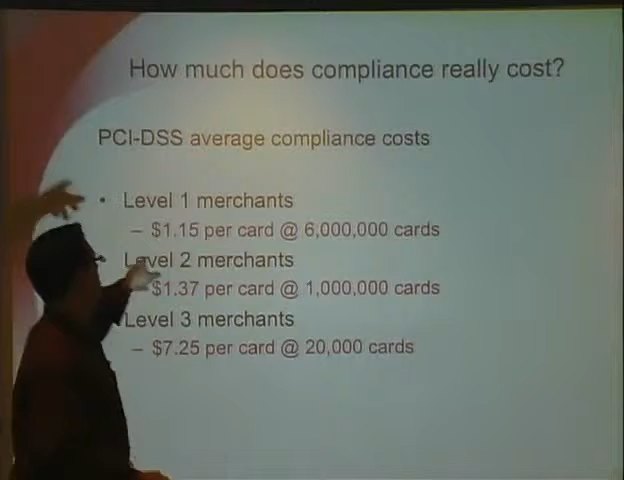 How much does compliance really cost?
PCI-DSS average compliance costs
• Level 1 merchants
– $1.15 per card @ 6,000,000 cards
Level 2 merchants
$1.37 per card @ 1,000,000 cards
Level 3 merchants
– $7.25 per card @ 20,000 cards